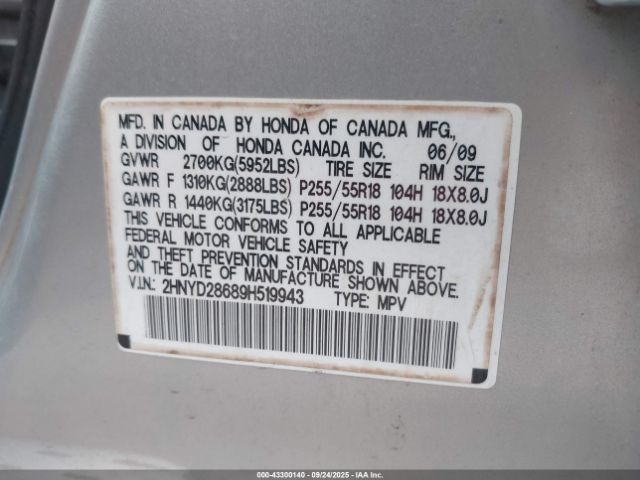 MFD. IN CANADA BY HONDA OF CANADA MFG.,
A DIVISION OF HONDA CANADA INC. 06/09
GVWR 2700KG(5952LBS) TIRE SIZE RIM SIZE
GAWR F 1310KG(2888LBS) P255/55R18 104H 18X8.0J
GAWR R 1440KG(3175LBS) P255/55R18 104H 18X8.0J
THIS VEHICLE CONFORMS TO ALL APPLICABLE
FEDERAL MOTOR VEHICLE SAFETY
AND THEFT PREVENTION STANDARDS IN EFFECT
ON THE DATE OF MANUFACTURE SHOWN ABOVE.
V.I.N.: 2HNYD28689H519943 TYPE: MPV
000-43300140 - 09/24/2025 - IAAI.COM